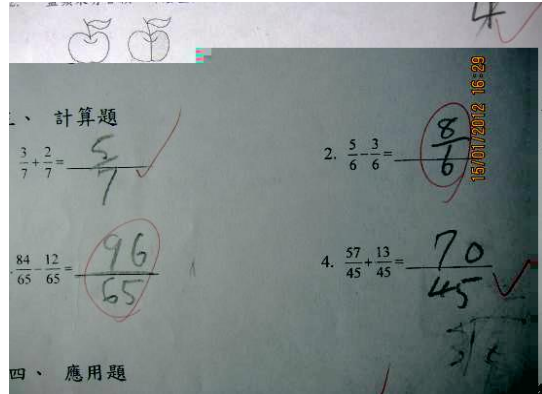 4
15/01/2012 16:29
、 計算題
3/7 + 2/7 = 5/7
2. 5/6 - 3/6 = 8/6
84/65 - 12/65 = 96/65
4. 57/45 + 13/45 = 70/45
四、 應用題